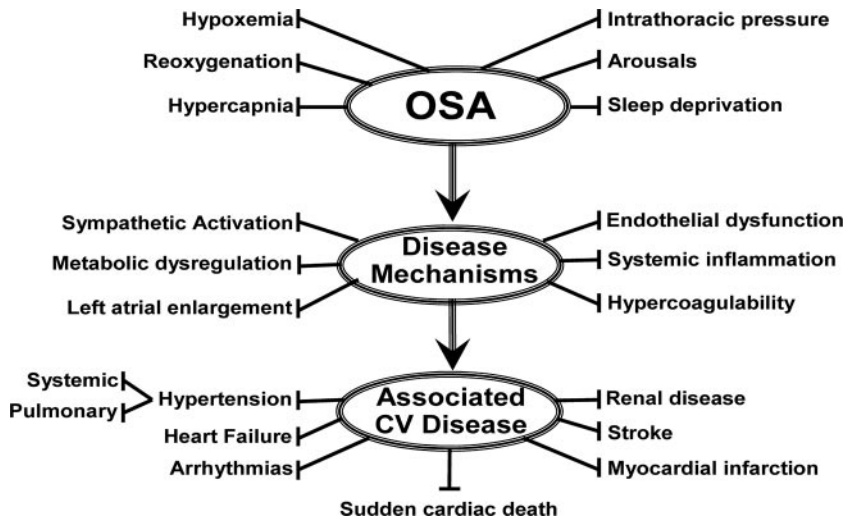 Hypoxemia
Intrathoracic pressure
Reoxygenation
Arousals
Hypercapnia
OSA
Sleep deprivation
Sympathetic Activation
Endothelial dysfunction
Metabolic dysregulation
Disease
Mechanisms
Systemic inflammation
Left atrial enlargement
Hypercoagulability
Systemic
Pulmonary
Hypertension
Associated
CV Disease
Renal disease
Heart Failure
Stroke
Arrhythmias
Myocardial infarction
Sudden cardiac death